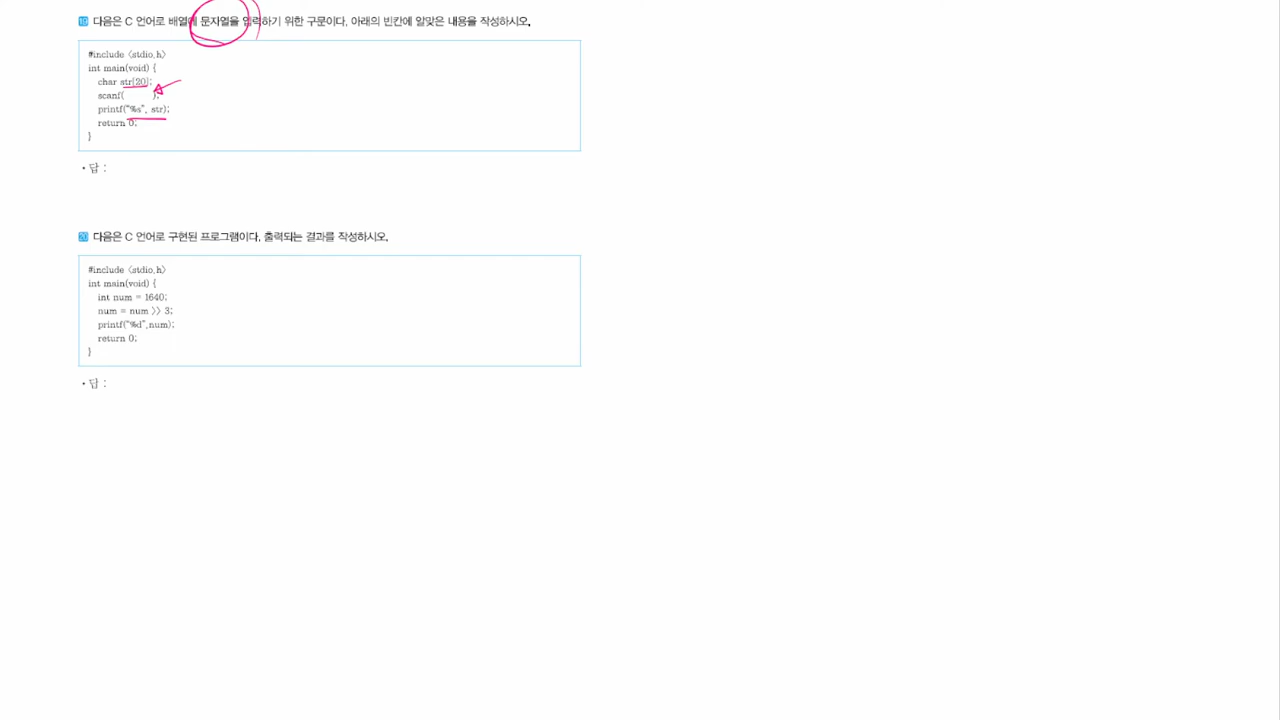 19 다음은 C 언어로 배열에 문자열을 입력하기 위한 구문이다. 아래의 빈칸에 알맞은 내용을 작성하시오.
#include <stdio.h>
int main(void) {
char str[20];
scanf( );
printf("%s", str);
return 0;
}
• 답 :
20 다음은 C 언어로 구현된 프로그램이다. 출력되는 결과를 작성하시오.
#include <stdio.h>
int main(void) {
int num = 1640;
num = num >> 3;
printf("%d",num);
return 0;
}
• 답 :